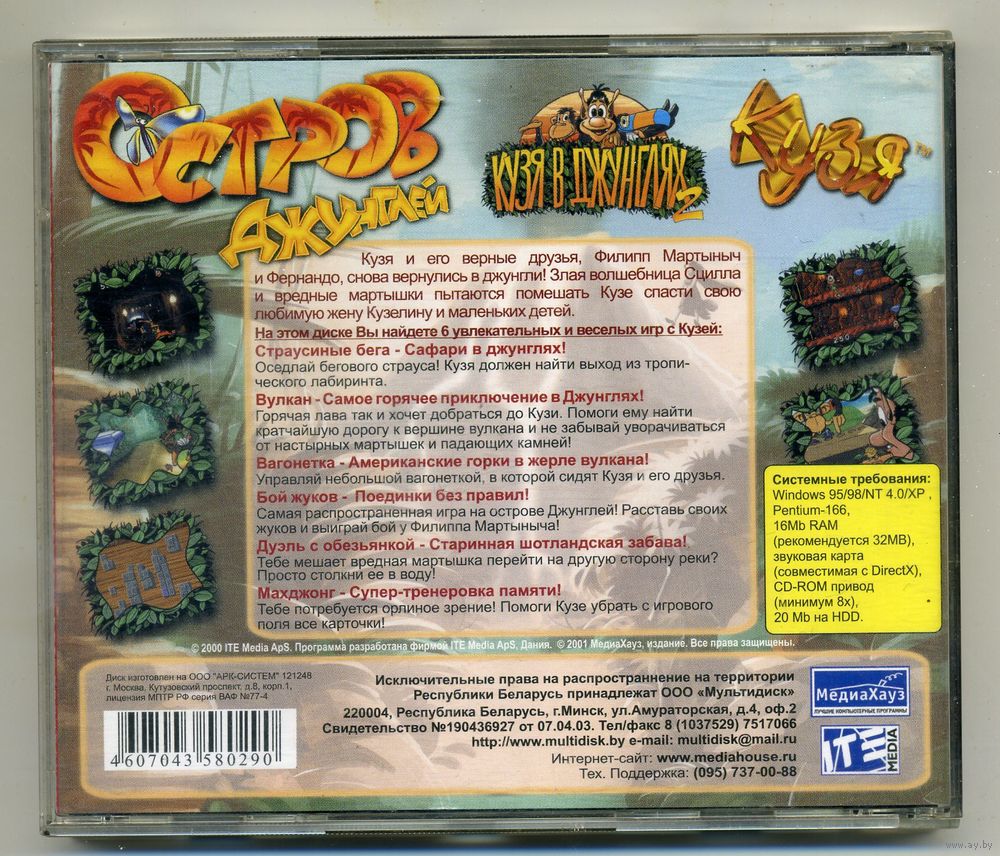 Остров
Джунглей
Кузя в джунглях 2
Кузя™
Кузя и его верные друзья, Филипп Мартыныч
и Фернандо, снова вернулись в джунгли! Злая волшебница Сцилла
и вредные мартышки пытаются помешать Кузе спасти свою
любимую жену Кузелину и маленьких детей.
На этом диске Вы найдете 6 увлекательных и веселых игр с Кузей:
Страусиные бега - Сафари в джунглях!
Оседлай бегового страуса! Кузя должен найти выход из тропи-
ческого лабиринта.
Вулкан - Самое горячее приключение в Джунглях!
Горячая лава так и хочет добраться до Кузи. Помоги ему найти
кратчайшую дорогу к вершине вулкана и не забывай уворачиваться
от настырных мартышек и падающих камней!
Вагонетка - Американские горки в жерле вулкана!
Управляй небольшой вагонеткой, в которой сидят Кузя и его друзья.
Бой жуков - Поединки без правил!
Самая распространенная игра на острове Джунглей! Расставь своих
жуков и выиграй бой у Филиппа Мартыныча!
Дуэль с обезьянкой - Старинная шотландская забава!
Тебе мешает вредная мартышка перейти на другую сторону реки?
Просто столкни ее в воду!
Махджонг - Супер-тренеровка памяти!
Тебе потребуется орлиное зрение! Помоги Кузе убрать с игрового
поля все карточки!
Системные требования:
Windows 95/98/NT 4.0/XP ,
Pentium-166,
16Mb RAM
(рекомендуется 32MB),
звуковая карта
(совместимая с DirectX),
CD-ROM привод
(минимум 8x),
20 Mb на HDD.
© 2000 ITE Media ApS. Программа разработана фирмой ITE Media ApS, Дания. © 2001 МедиаХауз, издание. Все права защищены.
Диск изготовлен на ООО "АРК-СИСТЕМ" 121248
г. Москва, Кутузовский проспект, д.8, корп.1,
лицензия МПТР РФ серия ВАФ №77-4
4607043580290
Исключительные права на распространение на территории
Республики Беларусь принадлежат ООО «Мультидиск»
220004, Республика Беларусь, г.Минск, ул.Амураторская, д.4, оф.2
Свидетельство №190436927 от 07.04.03. Тел/факс 8 (1037529) 7517066
http://www.multidisk.by e-mail: multidisk@mail.ru
Интернет-сайт: www.mediahouse.ru
Тех. Поддержка: (095) 737-00-88
МедиаХауз
ЛУЧШИЕ КОМПЬЮТЕРНЫЕ ПРОГРАММЫ
ITE MEDIA
www.ay.by